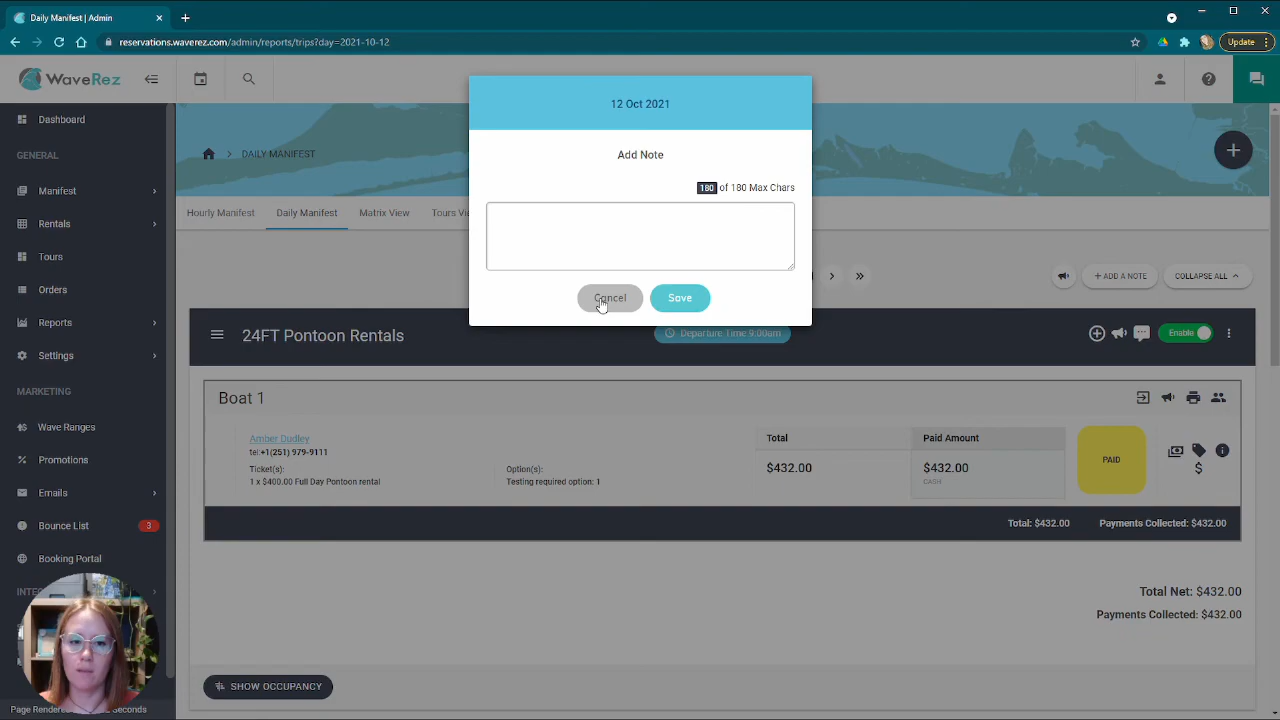 Daily Manifest | Admin
Update
reservations.waverez.com/admin/reports/trips?day=2021-10-12
WaveRez
12 Oct 2021
Add Note
180 of 180 Max Chars
Cancel
Save
Dashboard
GENERAL
Manifest
Rentals
Tours
Orders
Reports
Settings
MARKETING
Wave Ranges
Promotions
Emails
Bounce List
3
Booking Portal
DAILY MANIFEST
Hourly Manifest
Daily Manifest
Matrix View
Tours
+ ADD A NOTE
COLLAPSE ALL
24FT Pontoon Rentals
Departure Time 9:00am
Enable
Boat 1
Amber Dudley
tel:+1(251) 979-9111
Ticket(s):
1 x $400.00 Full Day Pontoon rental
Option(s):
Testing required option: 1
Total
Paid Amount
$432.00
$432.00
CASH
PAID
Total: $432.00
Payments Collected: $432.00
Total Net: $432.00
Payments Collected: $432.00
SHOW OCCUPANCY
Page
Seconds